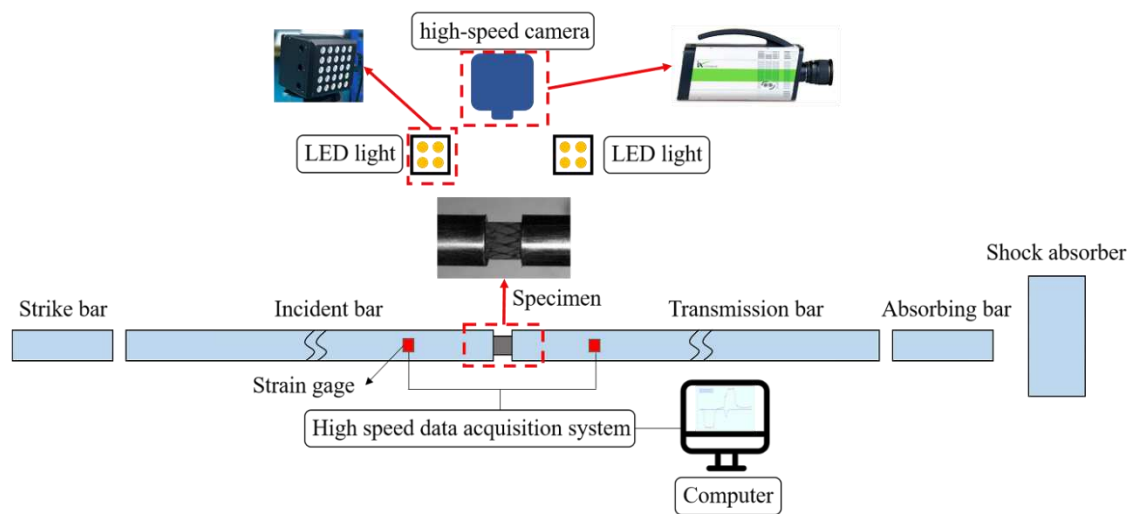 high-speed camera
LED light
LED light
Shock absorber
Specimen
Strike bar
Incident bar
Transmission bar
Absorbing bar
Strain gage
High speed data acquisition system
Computer